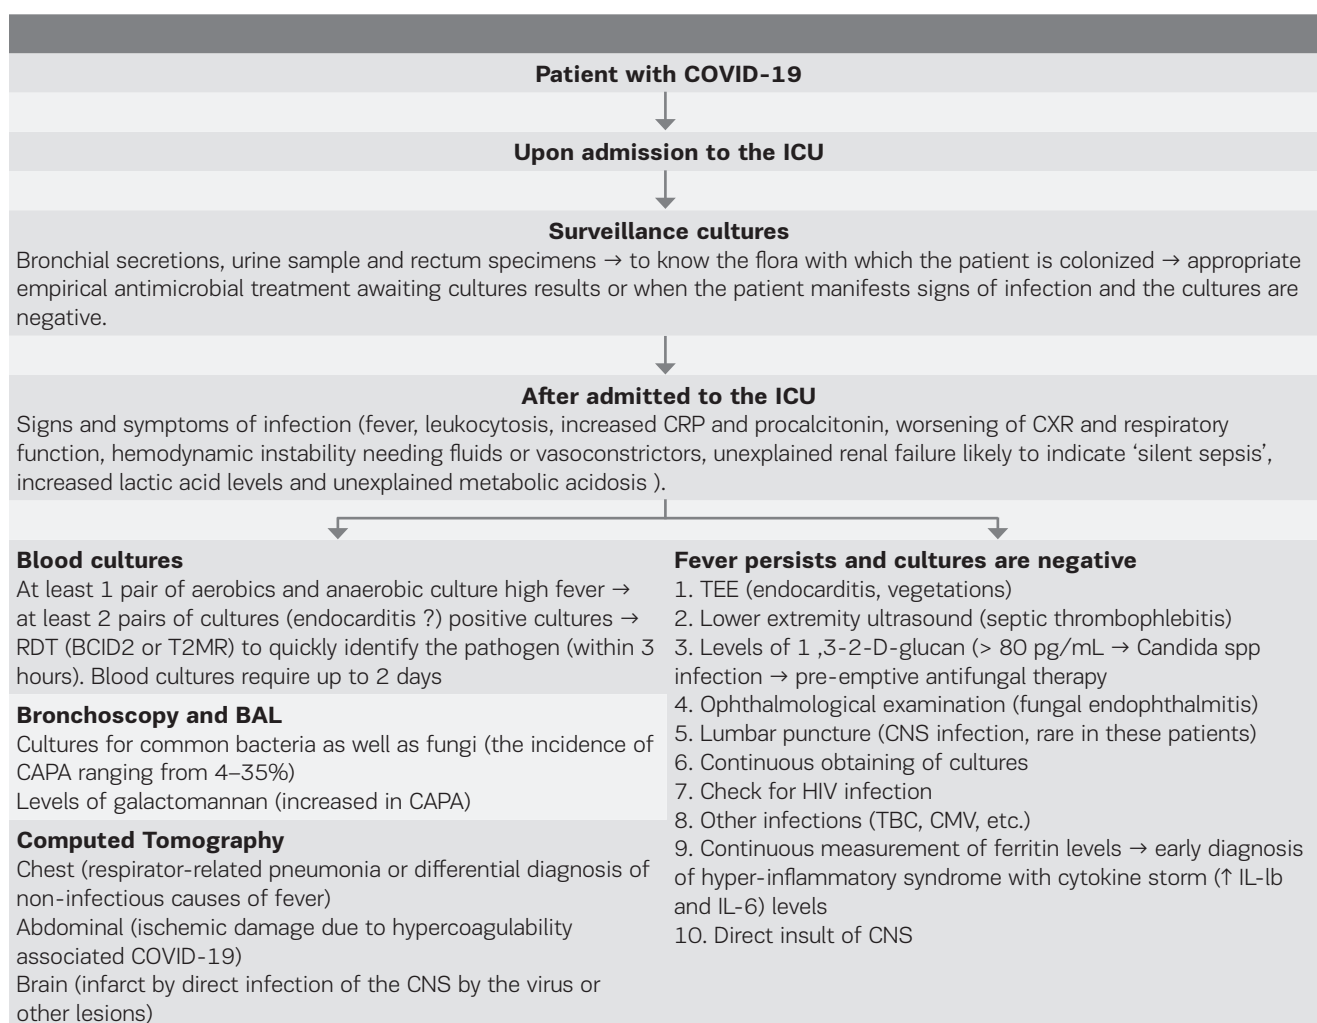 Patient with COVID-19
Upon admission to the ICU
Surveillance cultures
Bronchial secretions, urine sample and rectum specimens → to know the flora with which the patient is colonized → appropriate
empirical antimicrobial treatment awaiting cultures results or when the patient manifests signs of infection and the cultures are
negative.
After admitted to the ICU
Signs and symptoms of infection (fever, leukocytosis, increased CRP and procalcitonin, worsening of CXR and respiratory
function, hemodynamic instability needing fluids or vasoconstrictors, unexplained renal failure likely to indicate ‘silent sepsis’,
increased lactic acid levels and unexplained metabolic acidosis ).
Blood cultures
At least 1 pair of aerobics and anaerobic culture high fever →
at least 2 pairs of cultures (endocarditis ?) positive cultures →
RDT (BCID2 or T2MR) to quickly identify the pathogen (within 3
hours). Blood cultures require up to 2 days
Bronchoscopy and BAL
Cultures for common bacteria as well as fungi (the incidence of
CAPA ranging from 4–35%)
Levels of galactomannan (increased in CAPA)
Computed Tomography
Chest (respirator-related pneumonia or differential diagnosis of
non-infectious causes of fever)
Abdominal (ischemic damage due to hypercoagulability
associated COVID-19)
Brain (infarct by direct infection of the CNS by the virus or
other lesions)
Fever persists and cultures are negative
1. TEE (endocarditis, vegetations)
2. Lower extremity ultrasound (septic thrombophlebitis)
3. Levels of 1 ,3-2-D-glucan (> 80 pg/mL → Candida spp
infection → pre-emptive antifungal therapy
4. Ophthalmological examination (fungal endophthalmitis)
5. Lumbar puncture (CNS infection, rare in these patients)
6. Continuous obtaining of cultures
7. Check for HIV infection
8. Other infections (TBC, CMV, etc.)
9. Continuous measurement of ferritin levels → early diagnosis
of hyper-inflammatory syndrome with cytokine storm (↑ IL-lb
and IL-6) levels
10. Direct insult of CNS